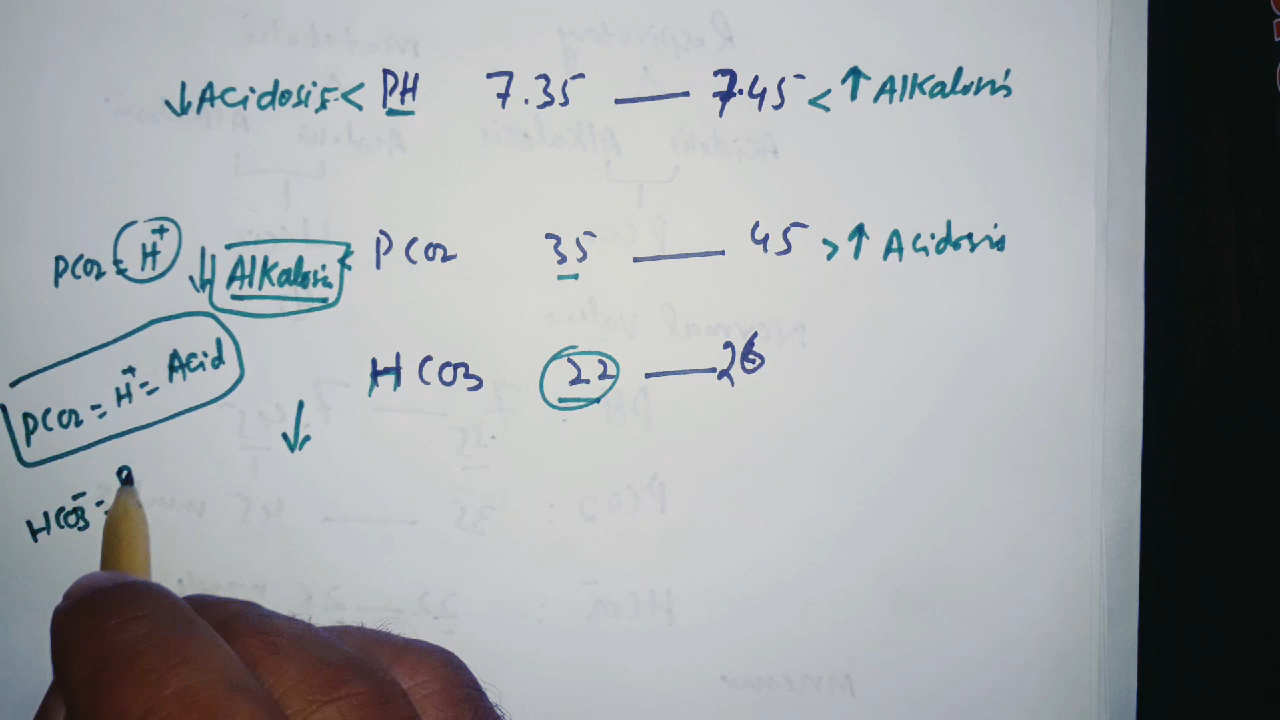 ↓ Acidosis < PH 7.35 — 7.45 < ↑ Alkalosis
PCO2 = H+ ↓ Alkalosis < PCO2 35 — 45 > ↑ Acidosis
PCO2 = H+ = Acid
HCO3 22 — 26
↓
HCO3- =